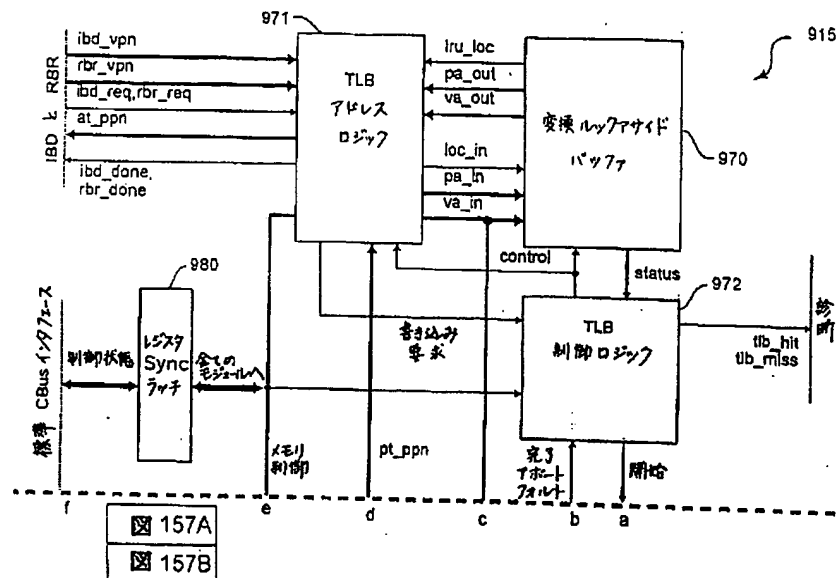 971
915
IBD と RBR
ibd_vpn
rbr_vpn
ibd_req,rbr_req
at_ppn
ibd_done,
rbr_done
TLB
アドレス
ロジック
lru_loc
pa_out
va_out
loc_in
pa_in
va_in
変換ルックアサイド
バッファ
970
control
status
980
972
標準 CBus インタフェース
制御状態
レジスタ
Sync
ラッチ
全ての
モジュールへ
書き込み
要求
TLB
制御ロジック
tlb_hit
tlb_miss
診断
メモリ
制御
pt_ppn
完了
アボート
フォルト
開始
f
e
d
c
b
a
図 157A
図 157B